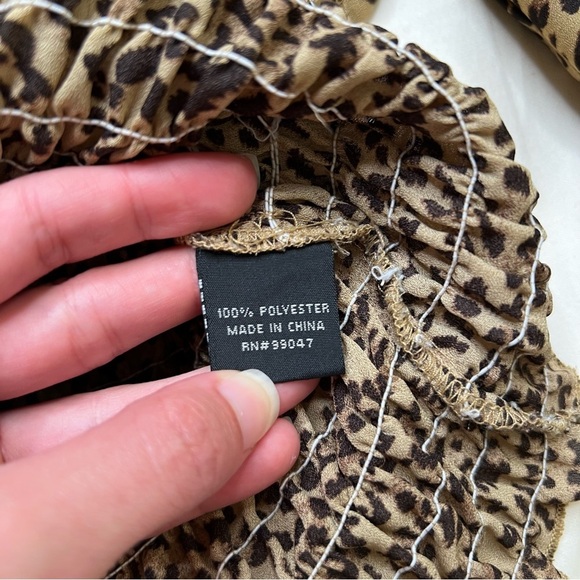 100% POLYESTER
MADE IN CHINA
RN#99047